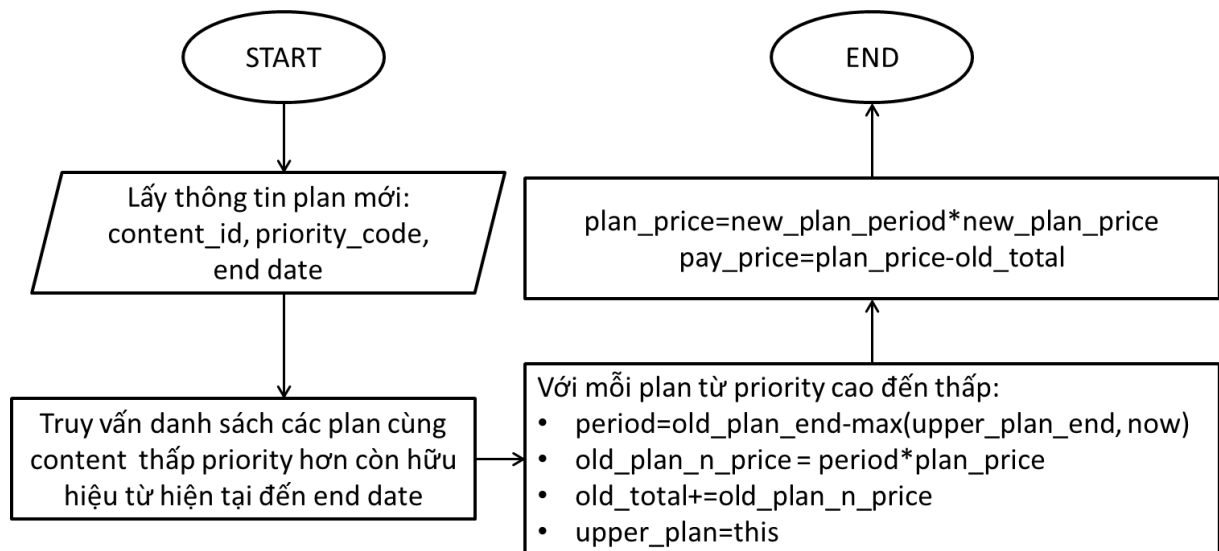 START
Lấy thông tin plan mới:
content_id, priority_code,
end date
Truy vấn danh sách các plan cùng
content thấp priority hơn còn hữu
hiệu từ hiện tại đến end date
Với mỗi plan từ priority cao đến thấp:
• period=old_plan_end-max(upper_plan_end, now)
• old_plan_n_price = period*plan_price
• old_total+=old_plan_n_price
• upper_plan=this
plan_price=new_plan_period*new_plan_price
pay_price=plan_price-old_total
END